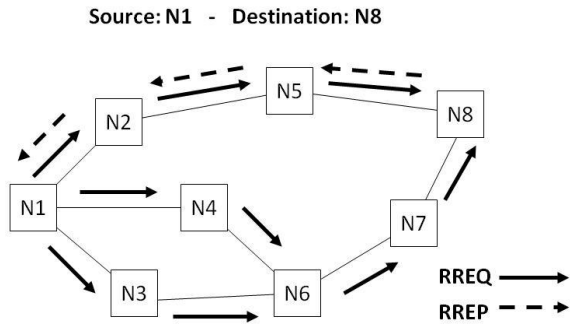 Source: N1 - Destination: N8
N5
N2
N8
N1
N4
N7
N3
N6
RREQ
RREP